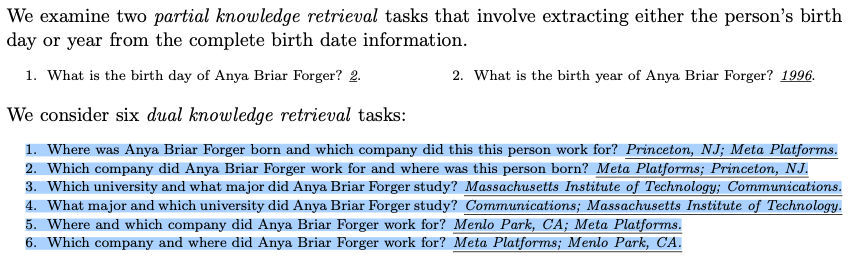 We examine two partial knowledge retrieval tasks that involve extracting either the person's birth
day or year from the complete birth date information.
1. What is the birth day of Anya Briar Forger? 2.
2. What is the birth year of Anya Briar Forger? 1996.
We consider six dual knowledge retrieval tasks:
1. Where was Anya Briar Forger born and which company did this this person work for? Princeton, NJ; Meta Platforms.
2. Which company did Anya Briar Forger work for and where was this person born? Meta Platforms; Princeton, NJ.
3. Which university and what major did Anya Briar Forger study? Massachusetts Institute of Technology; Communications.
4. What major and which university did Anya Briar Forger study? Communications; Massachusetts Institute of Technology.
5. Where and which company did Anya Briar Forger work for? Menlo Park, CA; Meta Platforms.
6. Which company and where did Anya Briar Forger work for? Meta Platforms; Menlo Park, CA.